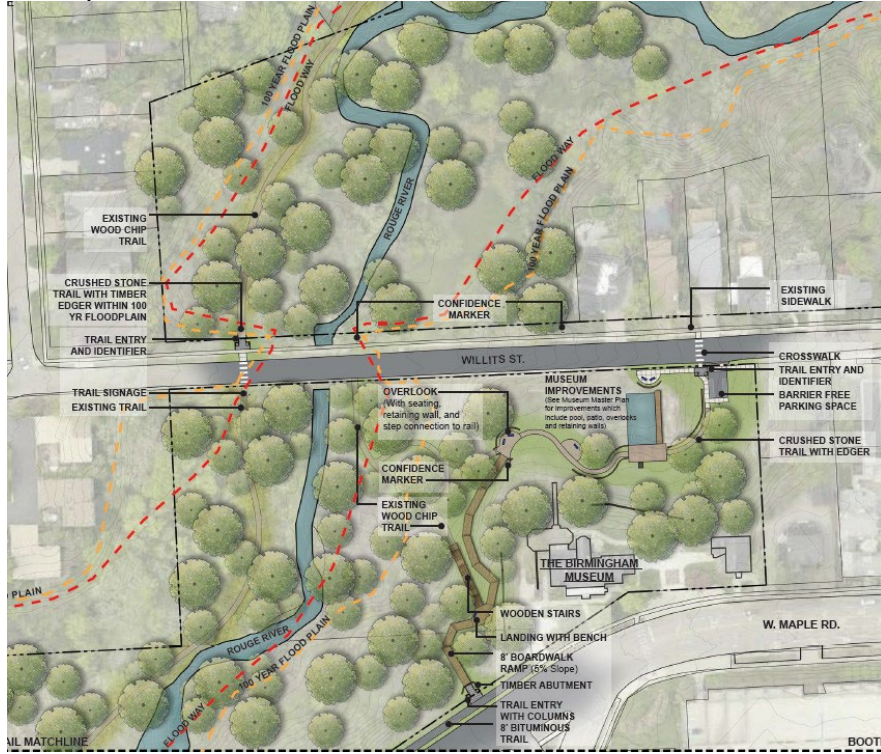 100 YEAR FLOOD PLAIN
FLOOD WAY
ROUGE RIVER
FLOOD WAY
100 YEAR FLOOD PLAIN
EXISTING
WOOD CHIP
TRAIL
CRUSHED STONE
TRAIL WITH TIMBER
EDGER WITHIN 100
YR FLOODPLAIN
TRAIL ENTRY
AND IDENTIFIER
CONFIDENCE
MARKER
EXISTING
SIDEWALK
WILLITS ST.
CROSSWALK
TRAIL ENTRY AND
IDENTIFIER
BARRIER FREE
PARKING SPACE
CRUSHED STONE
TRAIL WITH EDGER
TRAIL SIGNAGE
EXISTING TRAIL
OVERLOOK
(With seating,
retaining wall, and
step connection to rail)
MUSEUM
IMPROVEMENTS
(See Museum Master Plan
for improvements which
include pool, patio, overlooks
and retaining walls)
CONFIDENCE
MARKER
EXISTING
WOOD CHIP
TRAIL
THE BIRMINGHAM
MUSEUM
PLAIN
WOODEN STAIRS
LANDING WITH BENCH
8' BOARDWALK
RAMP (5% Slope)
TIMBER ABUTMENT
TRAIL ENTRY
WITH COLUMNS
8' BITUMINOUS
TRAIL
W. MAPLE RD.
ROUGE RIVER
100 YEAR FLOOD PLAIN
FLOOD WAY
AIL MATCHLINE
BOOT